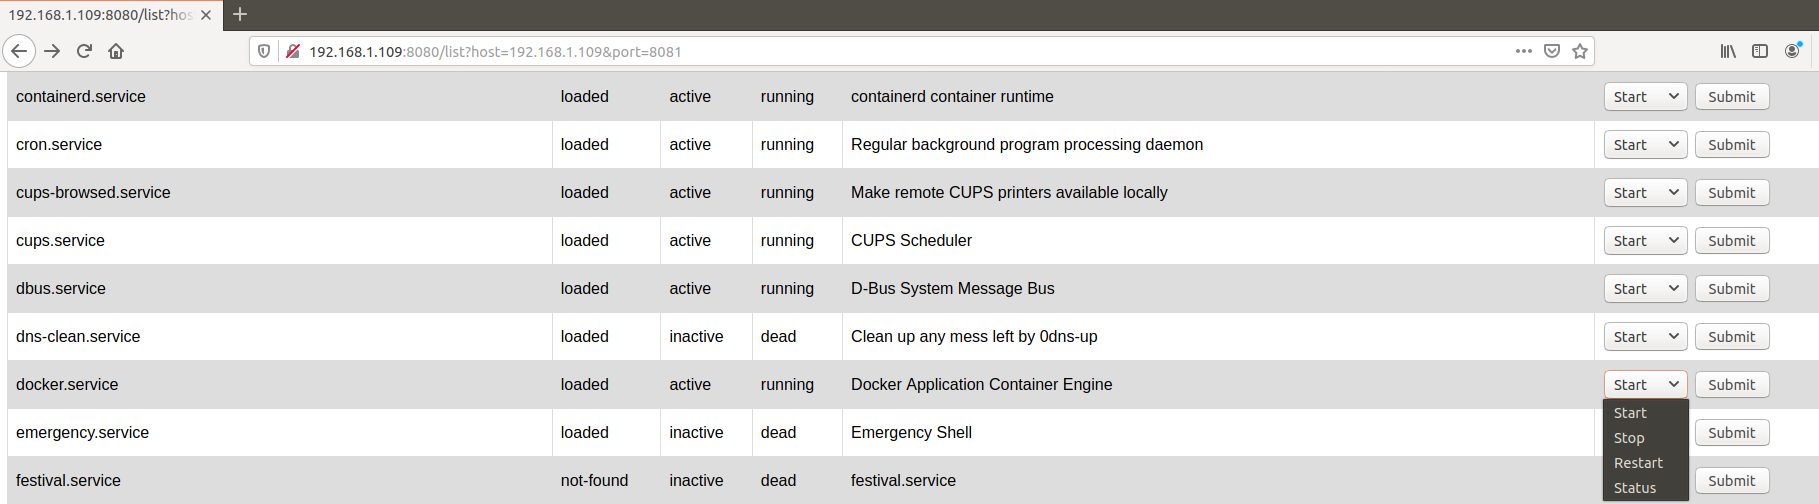 192.168.1.109:8080/list?hos
192.168.1.109:8080/list?host=192.168.1.109&port=8081
containerd.service loaded active running containerd container runtime Start Submit
cron.service loaded active running Regular background program processing daemon Start Submit
cups-browsed.service loaded active running Make remote CUPS printers available locally Start Submit
cups.service loaded active running CUPS Scheduler Start Submit
dbus.service loaded active running D-Bus System Message Bus Start Submit
dns-clean.service loaded inactive dead Clean up any mess left by 0dns-up Start Submit
docker.service loaded active running Docker Application Container Engine Start Submit
Start
emergency.service loaded inactive dead Emergency Shell Stop Submit
Restart
festival.service not-found inactive dead festival.service Status Submit